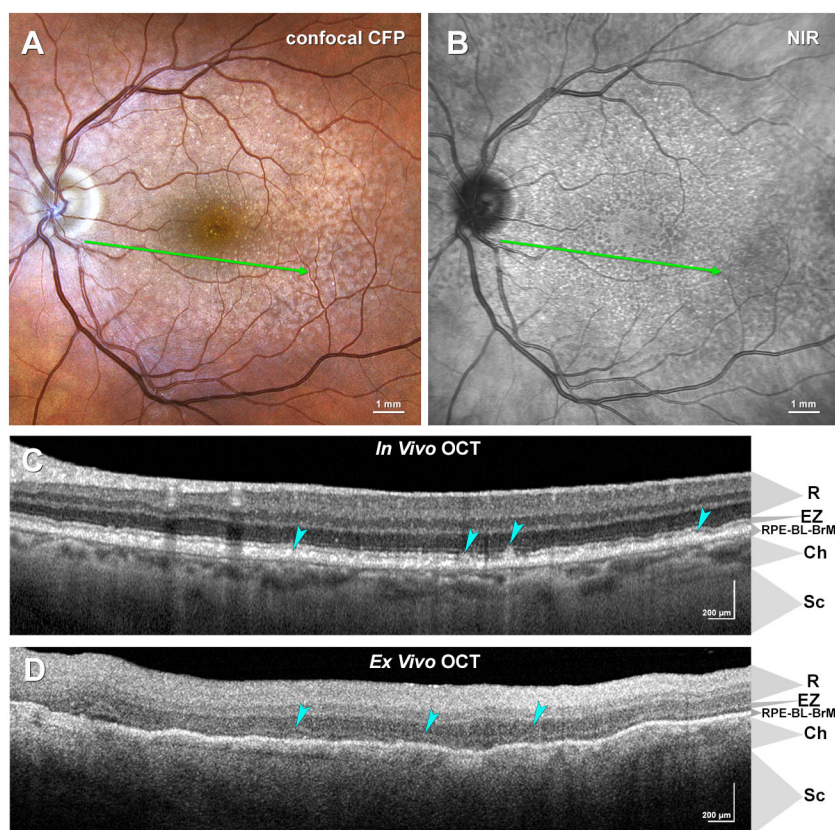 A
confocal CFP
1 mm
B
NIR
1 mm
C
In Vivo OCT
R
EZ
RPE-BL-BrM
Ch
Sc
200 µm
D
Ex Vivo OCT
R
EZ
RPE-BL-BrM
Ch
Sc
200 µm